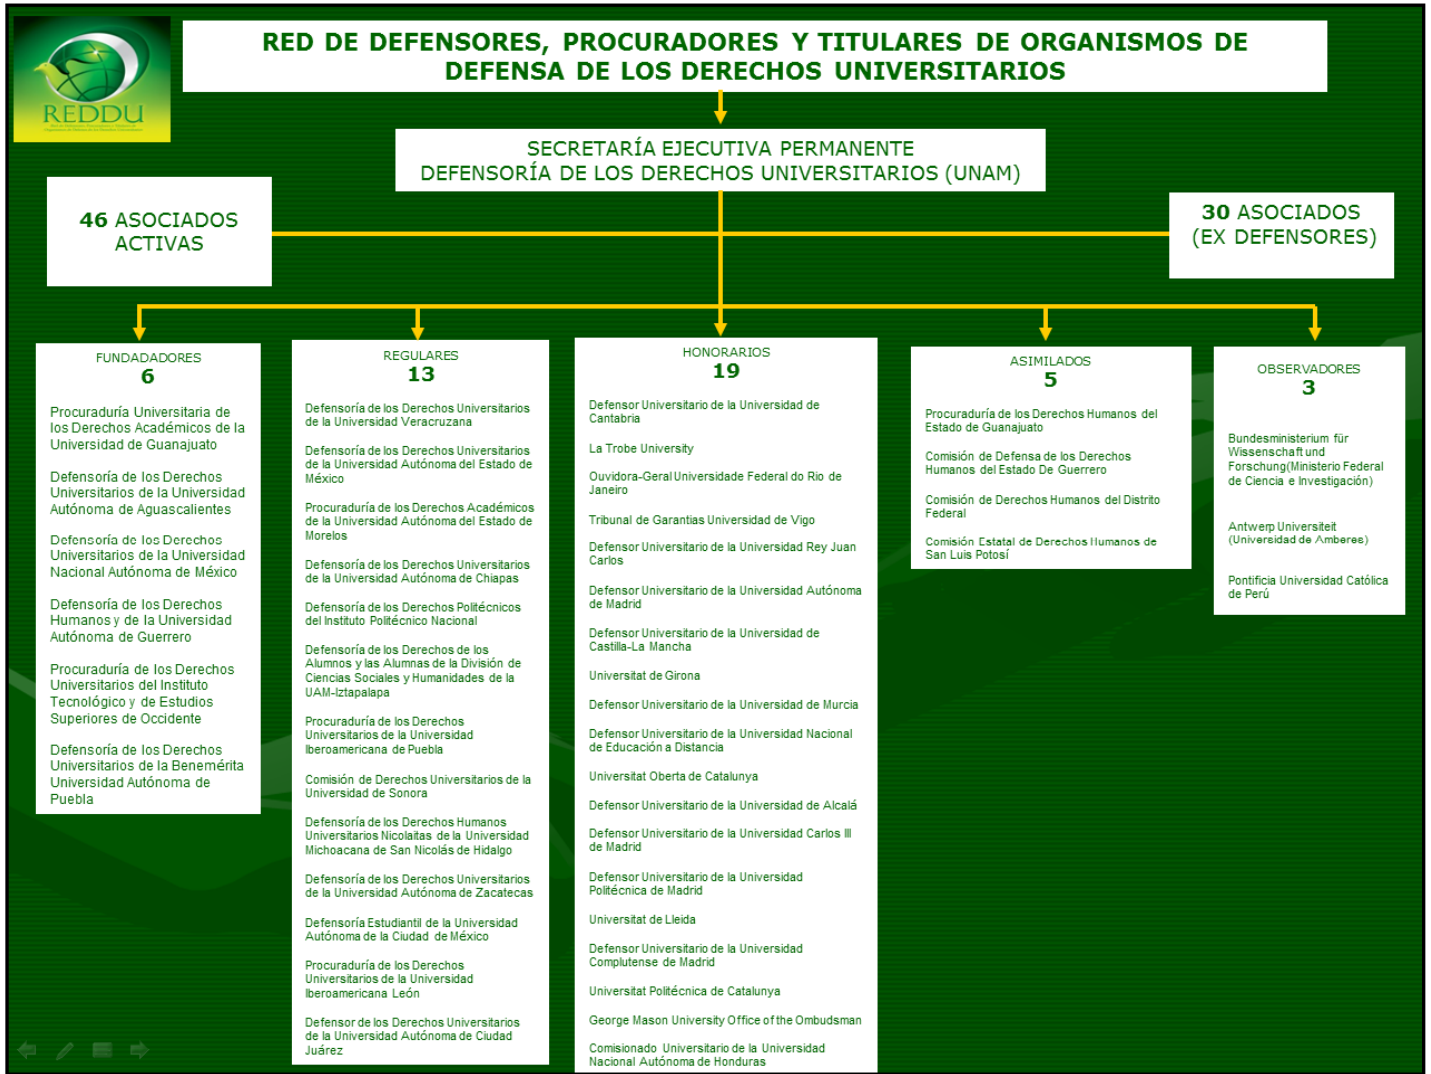 RED DE DEFENSORES, PROCURADORES Y TITULARES DE ORGANISMOS DE
DEFENSA DE LOS DERECHOS UNIVERSITARIOS
REDDU
SECRETARÍA EJECUTIVA PERMANENTE
DEFENSORÍA DE LOS DERECHOS UNIVERSITARIOS (UNAM)
46 ASOCIADOS
ACTIVAS
30 ASOCIADOS
(EX DEFENSORES)
FUNDADADORES
6
Procuraduría Universitaria de
los Derechos Académicos de la
Universidad de Guanajuato
Defensoría de los Derechos
Universitarios de la Universidad
Autónoma de Aguascalientes
Defensoría de los Derechos
Universitarios de la Universidad
Nacional Autónoma de México
Defensoría de los Derechos
Humanos y de la Universidad
Autónoma de Guerrero
Procuraduría de los Derechos
Universitarios del Instituto
Tecnológico y de Estudios
Superiores de Occidente
Defensoría de los Derechos
Universitarios de la Benemérita
Universidad Autónoma de
Puebla
REGULARES
13
Defensoría de los Derechos Universitarios
de la Universidad Veracruzana
Defensoría de los Derechos Universitarios
de la Universidad Autónoma del Estado de
México
Procuraduría de los Derechos Académicos
de la Universidad Autónoma del Estado de
Morelos
Defensoría de los Derechos Universitarios
de la Universidad Autónoma de Chiapas
Defensoría de los Derechos Politécnicos
del Instituto Politécnico Nacional
Defensoría de los Derechos de los
Alumnos y las Alumnas de la División de
Ciencias Sociales y Humanidades de la
UAM-Iztapalapa
Procuraduría de los Derechos
Universitarios de la Universidad
Iberoamericana de Puebla
Comisión de Derechos Universitarios de la
Universidad de Sonora
Defensoría de los Derechos Humanos
Universitarios Nicolaitas de la Universidad
Michoacana de San Nicolás de Hidalgo
Defensoría de los Derechos Universitarios
de la Universidad Autónoma de Zacatecas
Defensoría Estudiantil de la Universidad
Autónoma de la Ciudad de México
Procuraduría de los Derechos
Universitarios de la Universidad
Iberoamericana León
Defensor de los Derechos Universitarios
de la Universidad Autónoma de Ciudad
Juárez
HONORARIOS
19
Defensor Universitario de la Universidad de
Cantabria
La Trobe University
Ouvidora-Geral Universidade Federal do Rio de
Janeiro
Tribunal de Garantias Universidad de Vigo
Defensor Universitario de la Universidad Rey Juan
Carlos
Defensor Universitario de la Universidad Autónoma
de Madrid
Defensor Universitario de la Universidad de
Castilla-La Mancha
Universitat de Girona
Defensor Universitario de la Universidad de Murcia
Defensor Universitario de la Universidad Nacional
de Educación a Distancia
Universitat Oberta de Catalunya
Defensor Universitario de la Universidad de Alcalá
Defensor Universitario de la Universidad Carlos III
de Madrid
Defensor Universitario de la Universidad
Politécnica de Madrid
Universitat de Lleida
Defensor Universitario de la Universidad
Complutense de Madrid
Universitat Politécnica de Catalunya
George Mason University Office of the Ombudsman
Comisionado Universitario de la Universidad
Nacional Autónoma de Honduras
ASIMILADOS
5
Procuraduría de los Derechos Humanos del
Estado de Guanajuato
Comisión de Defensa de los Derechos
Humanos del Estado De Guerrero
Comisión de Derechos Humanos del Distrito
Federal
Comisión Estatal de Derechos Humanos de
San Luis Potosí
OBSERVADORES
3
Bundesministerium für
Wissenschaft und
Forschung(Ministerio Federal
de Ciencia e Investigación)
Antwerp Universiteit
(Universidad de Amberes)
Pontificia Universidad Católica
de Perú